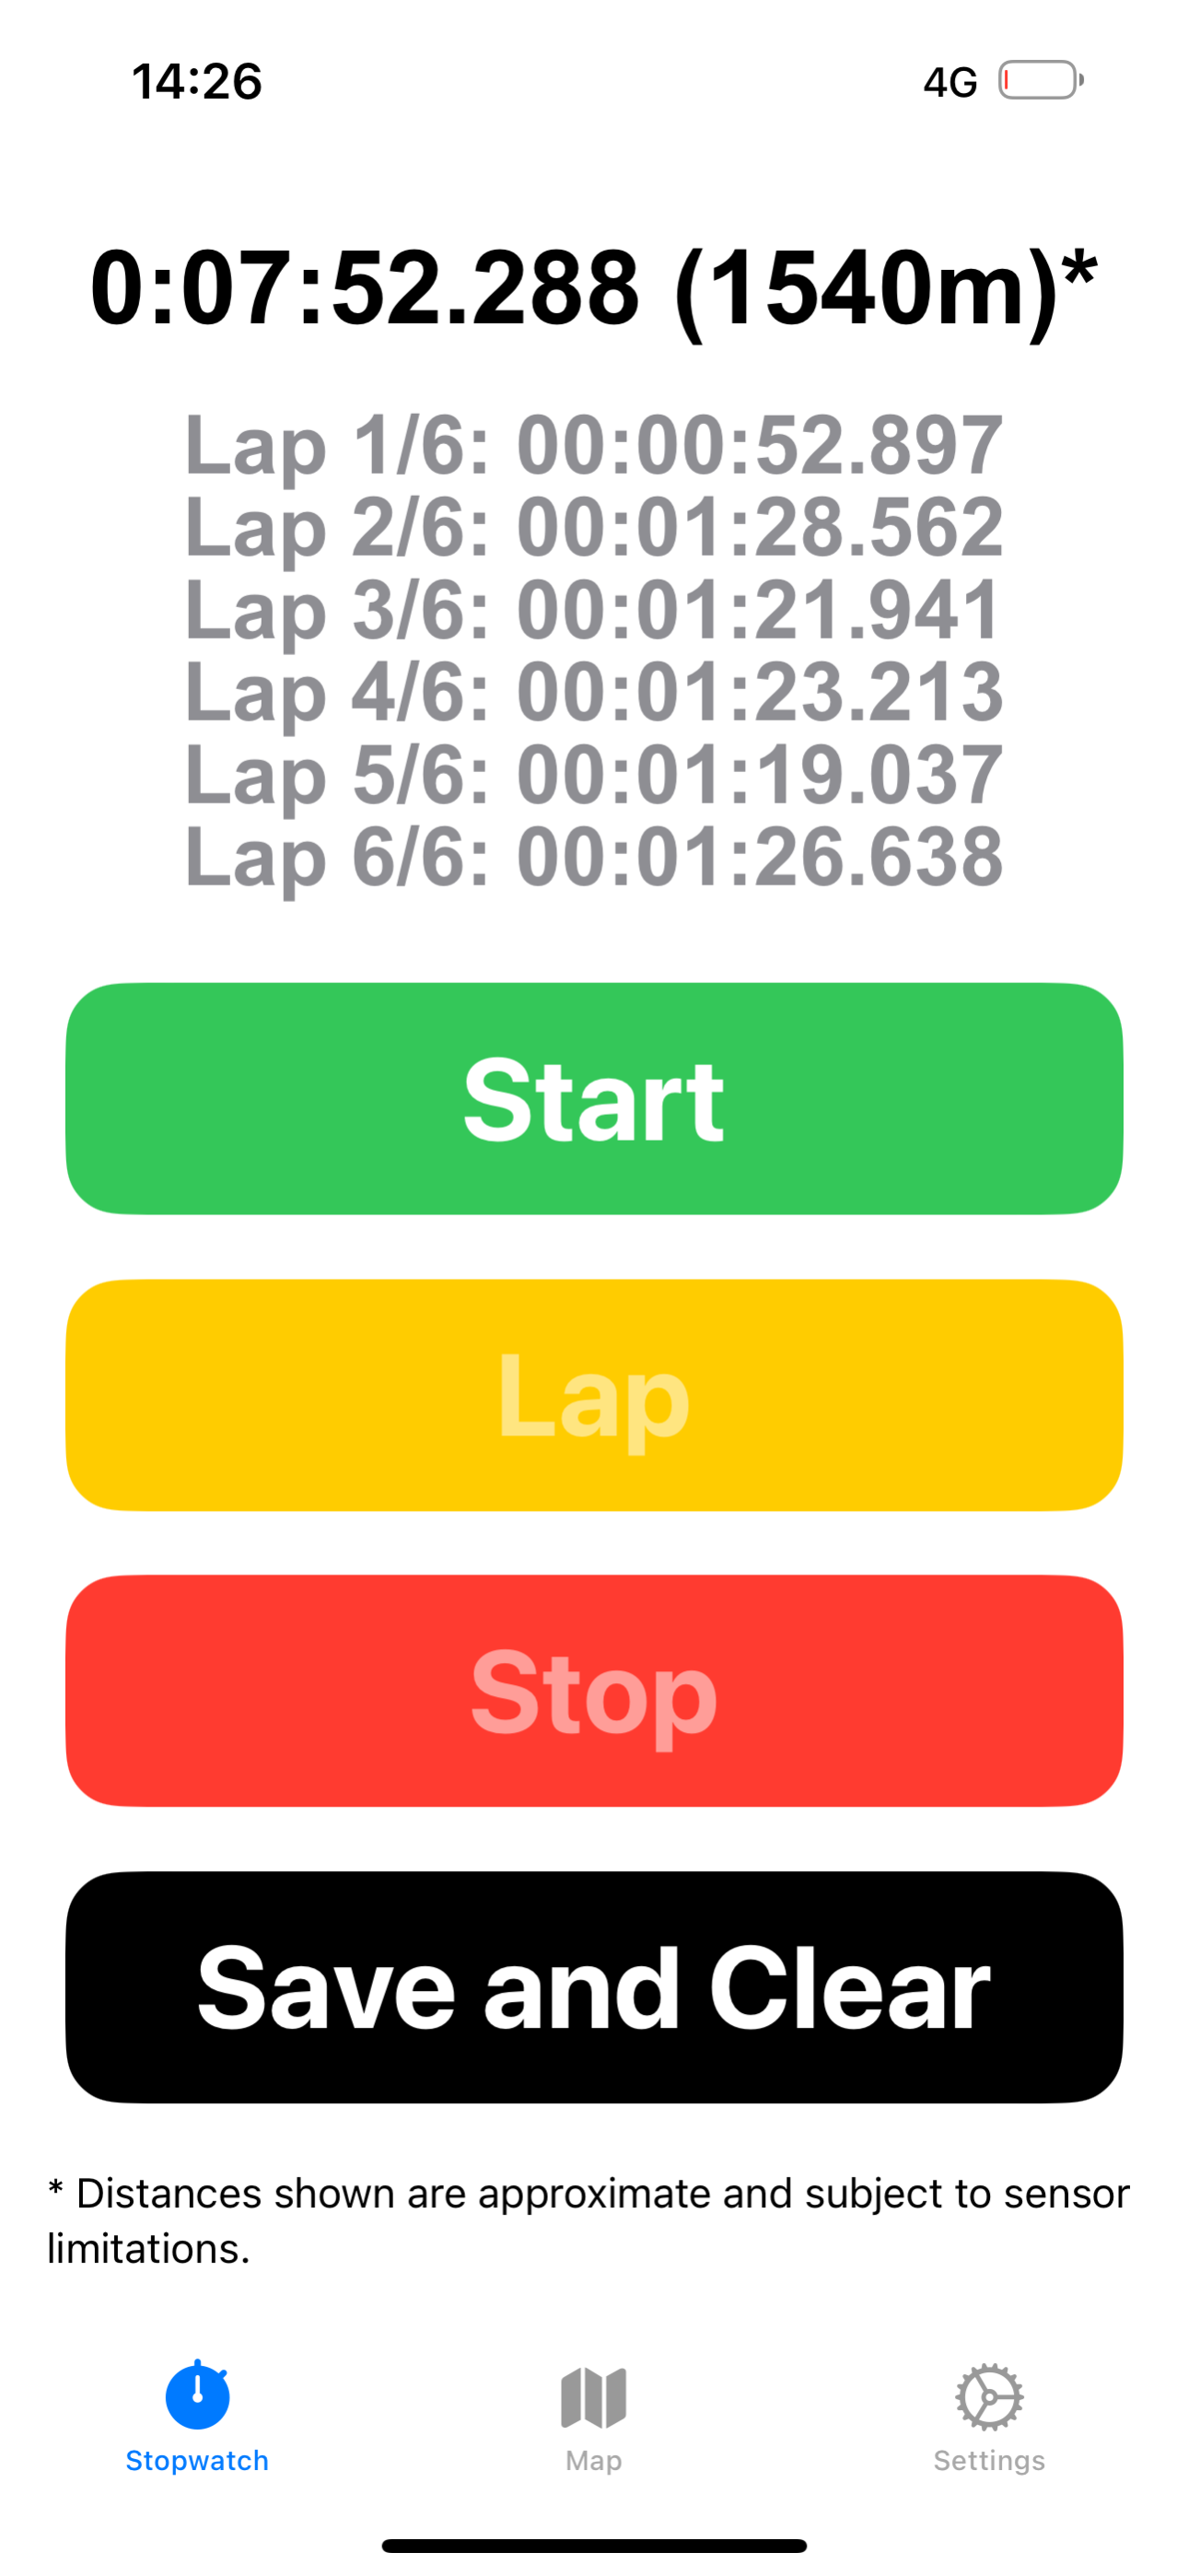 14:26 4G
0:07:52.288 (1540m)*
Lap 1/6: 00:00:52.897
Lap 2/6: 00:01:28.562
Lap 3/6: 00:01:21.941
Lap 4/6: 00:01:23.213
Lap 5/6: 00:01:19.037
Lap 6/6: 00:01:26.638
Start
Lap
Stop
Save and Clear
* Distances shown are approximate and subject to sensor
limitations.
Stopwatch Map Settings